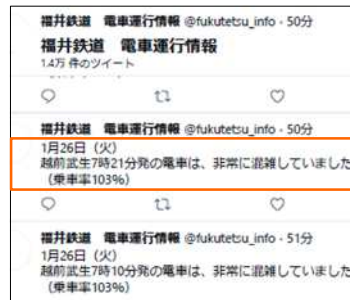 福井鉄道　電車運行情報 @fukutetsu_info・50分
福井鉄道　電車運行情報
1.4万 件のツイート
福井鉄道　電車運行情報 @fukutetsu_info・50分
1月26日（火）
越前武生7時21分発の電車は、非常に混雑していました
（乗車率103%）
福井鉄道　電車運行情報 @fukutetsu_info・51分
1月26日（火）
越前武生7時10分発の電車は、非常に混雑していました
（乗車率103%）